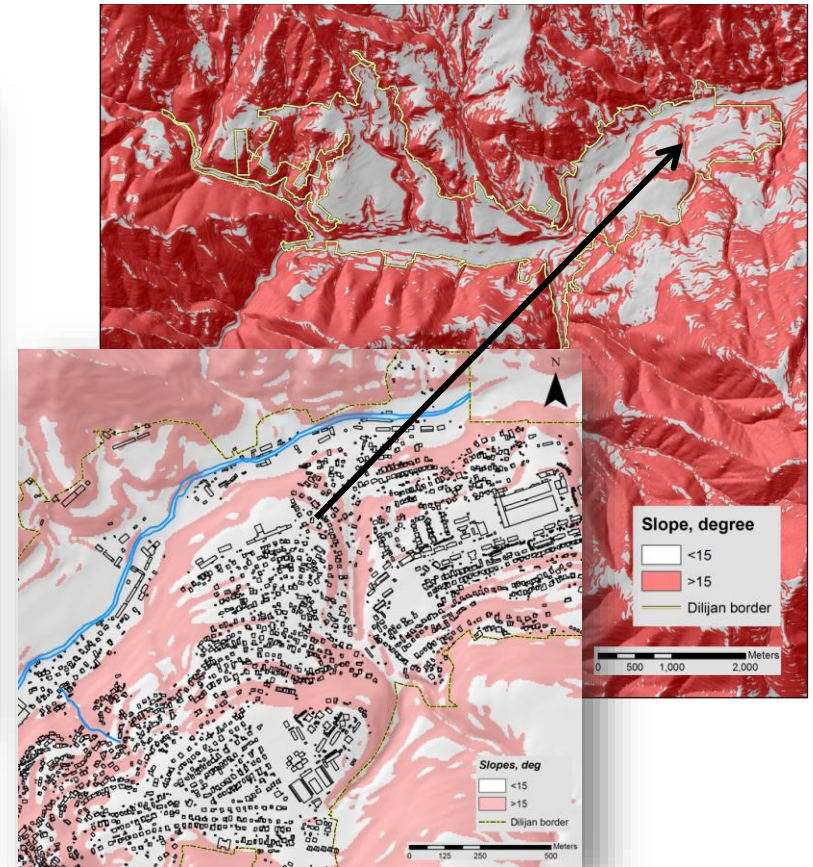 Slope, degree
<15
>15
Dilijan border
Meters
0 500 1,000 2,000
N
Slopes, deg
<15
>15
Dilijan border
Meters
0 125 250 500